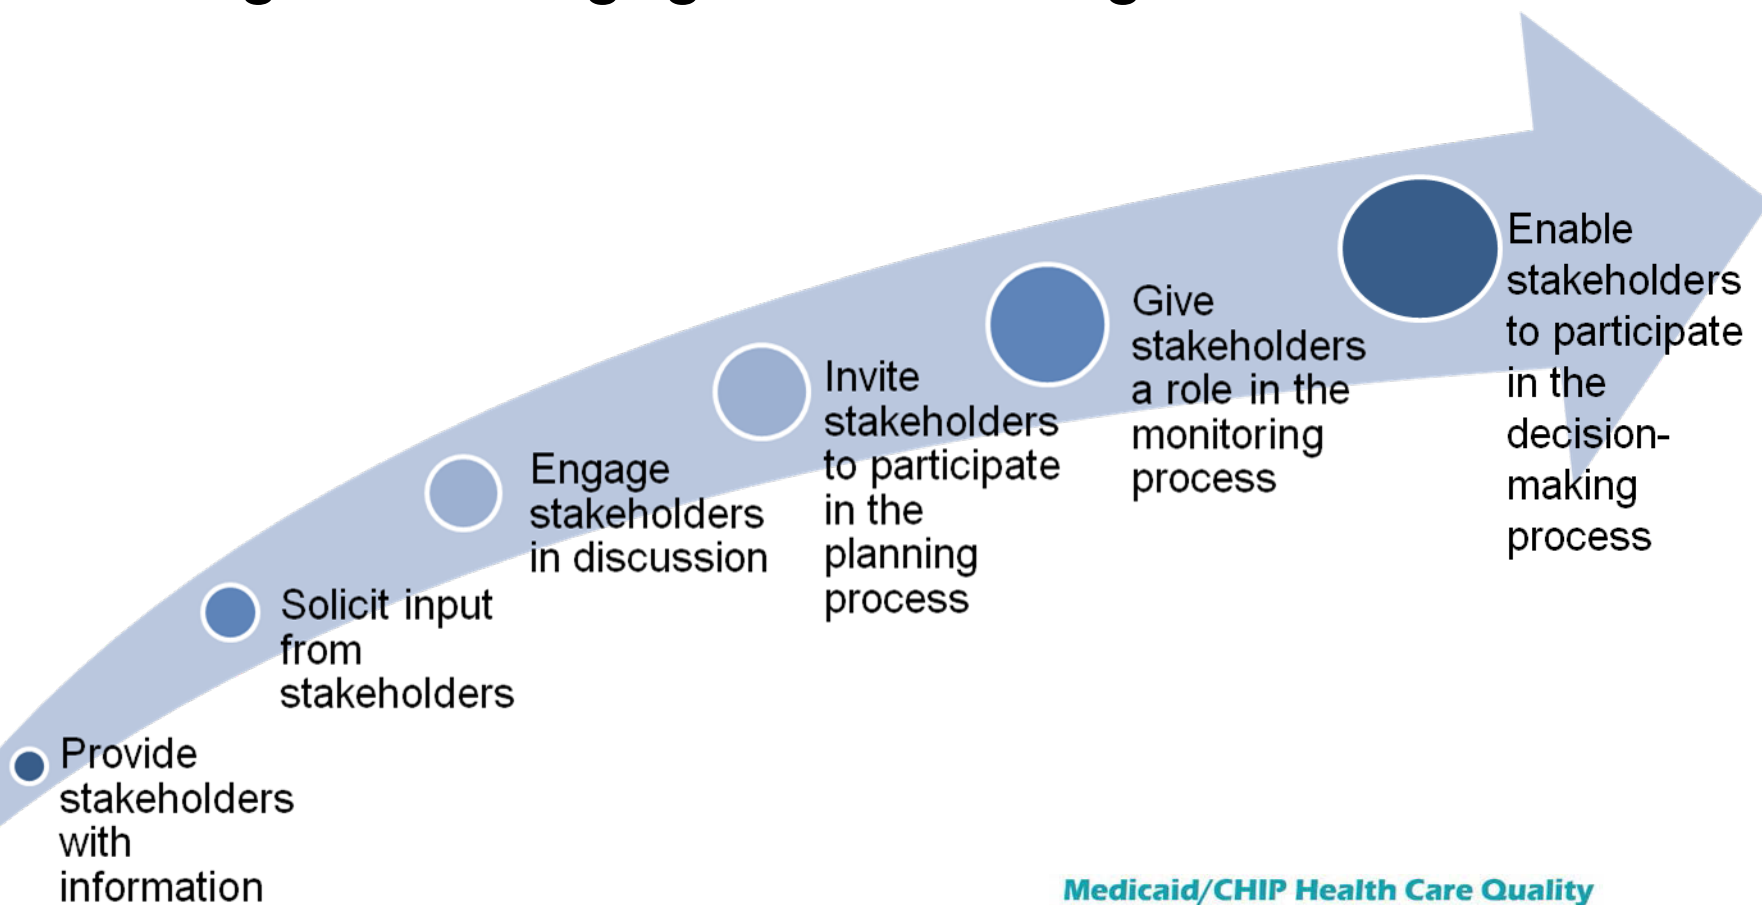 Provide
stakeholders
with
information
Solicit input
from
stakeholders
Engage
stakeholders
in discussion
Invite
stakeholders
to participate
in the
planning
process
Give
stakeholders
a role in the
monitoring
process
Enable
stakeholders
to participate
in the
decision-
making
process
Medicaid/CHIP Health Care Quality